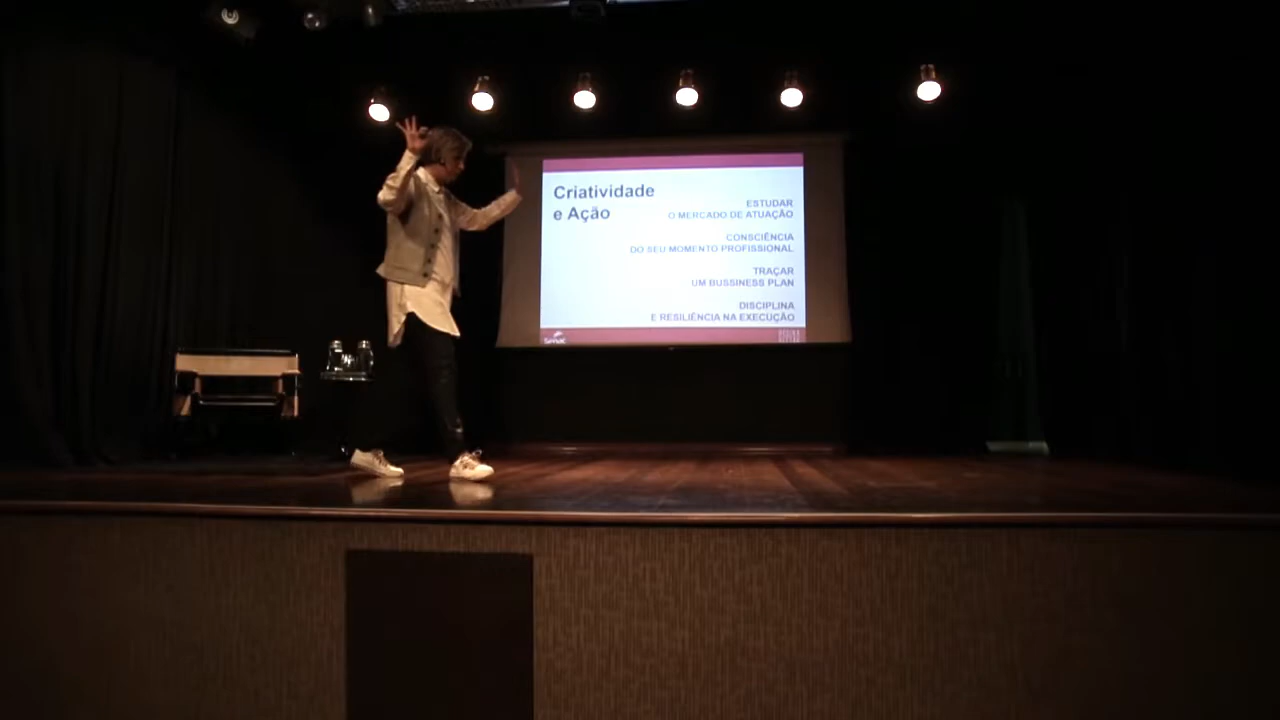 Criatividade
e Ação
ESTUDAR
O MERCADO DE ATUAÇÃO
CONSCIÊNCIA
DO SEU MOMENTO PROFISSIONAL
TRAÇAR
UM BUSSINESS PLAN
DISCIPLINA
E RESILIÊNCIA NA EXECUÇÃO
senac